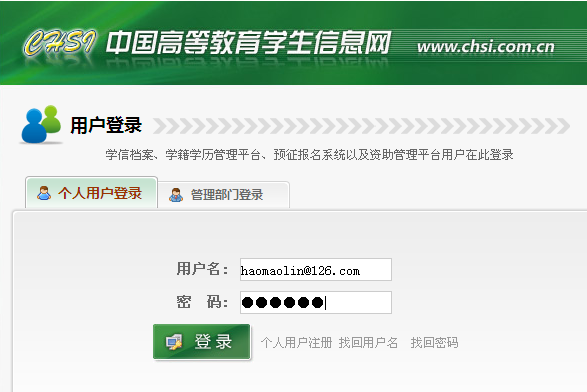 CHSI 中国高等教育学生信息网 www.chsi.com.cn
用户登录
学信档案、学籍学历管理平台、预征报名系统以及资助管理平台用户在此登录
个人用户登录 管理部门登录
用户名： haomaolin@126.com
密 码： ●●●●●●
登 录 个人用户注册 找回用户名 找回密码